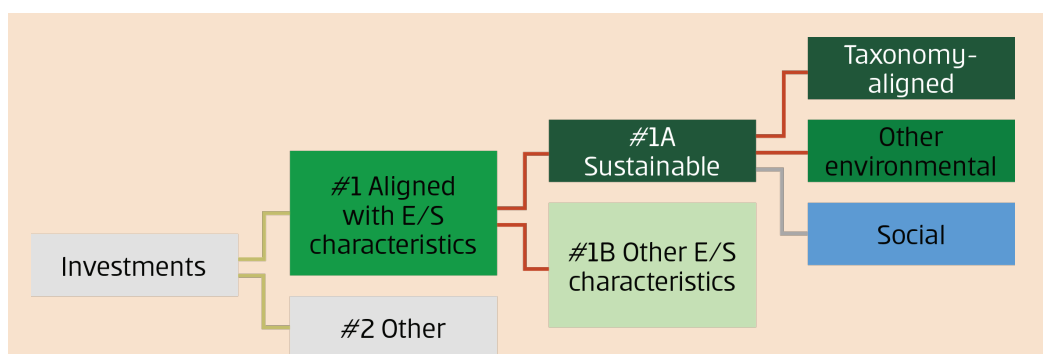 Taxonomy-
aligned
#1A
Sustainable
Other
environmental
#1 Aligned
with E/S
characteristics
Social
#1B Other E/S
characteristics
Investments
#2 Other